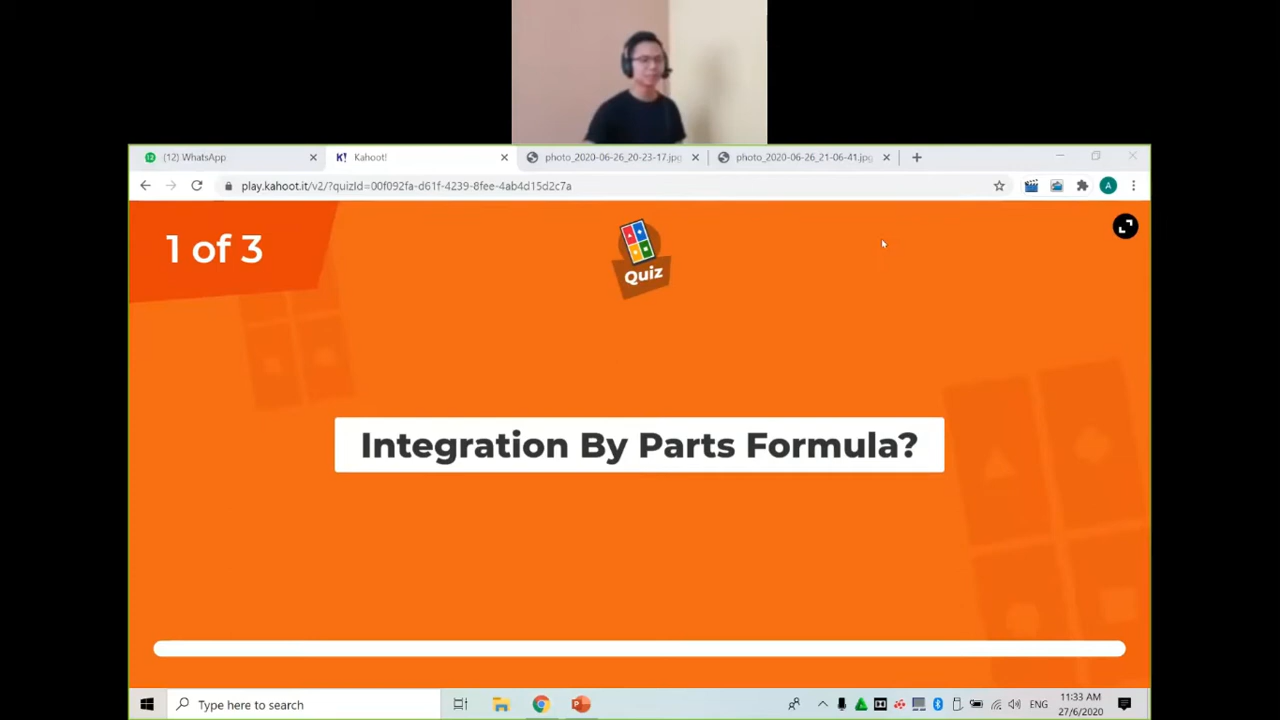 (12) WhatsApp
Kahoot!
photo_2020-06-26_20-23-17.jpg
photo_2020-06-26_21-06-41.jpg
play.kahoot.it/v2/?quizId=00f092fa-d61f-4239-8fee-4ab4d15d2c7a
A
1 of 3
Quiz
Integration By Parts Formula?
Type here to search
ENG
11:33 AM
27/6/2020